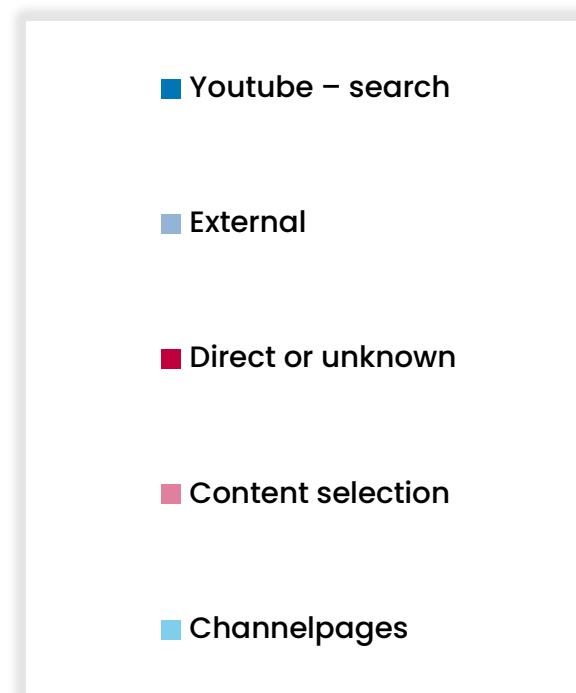 Youtube – search
External
Direct or unknown
Content selection
Channelpages